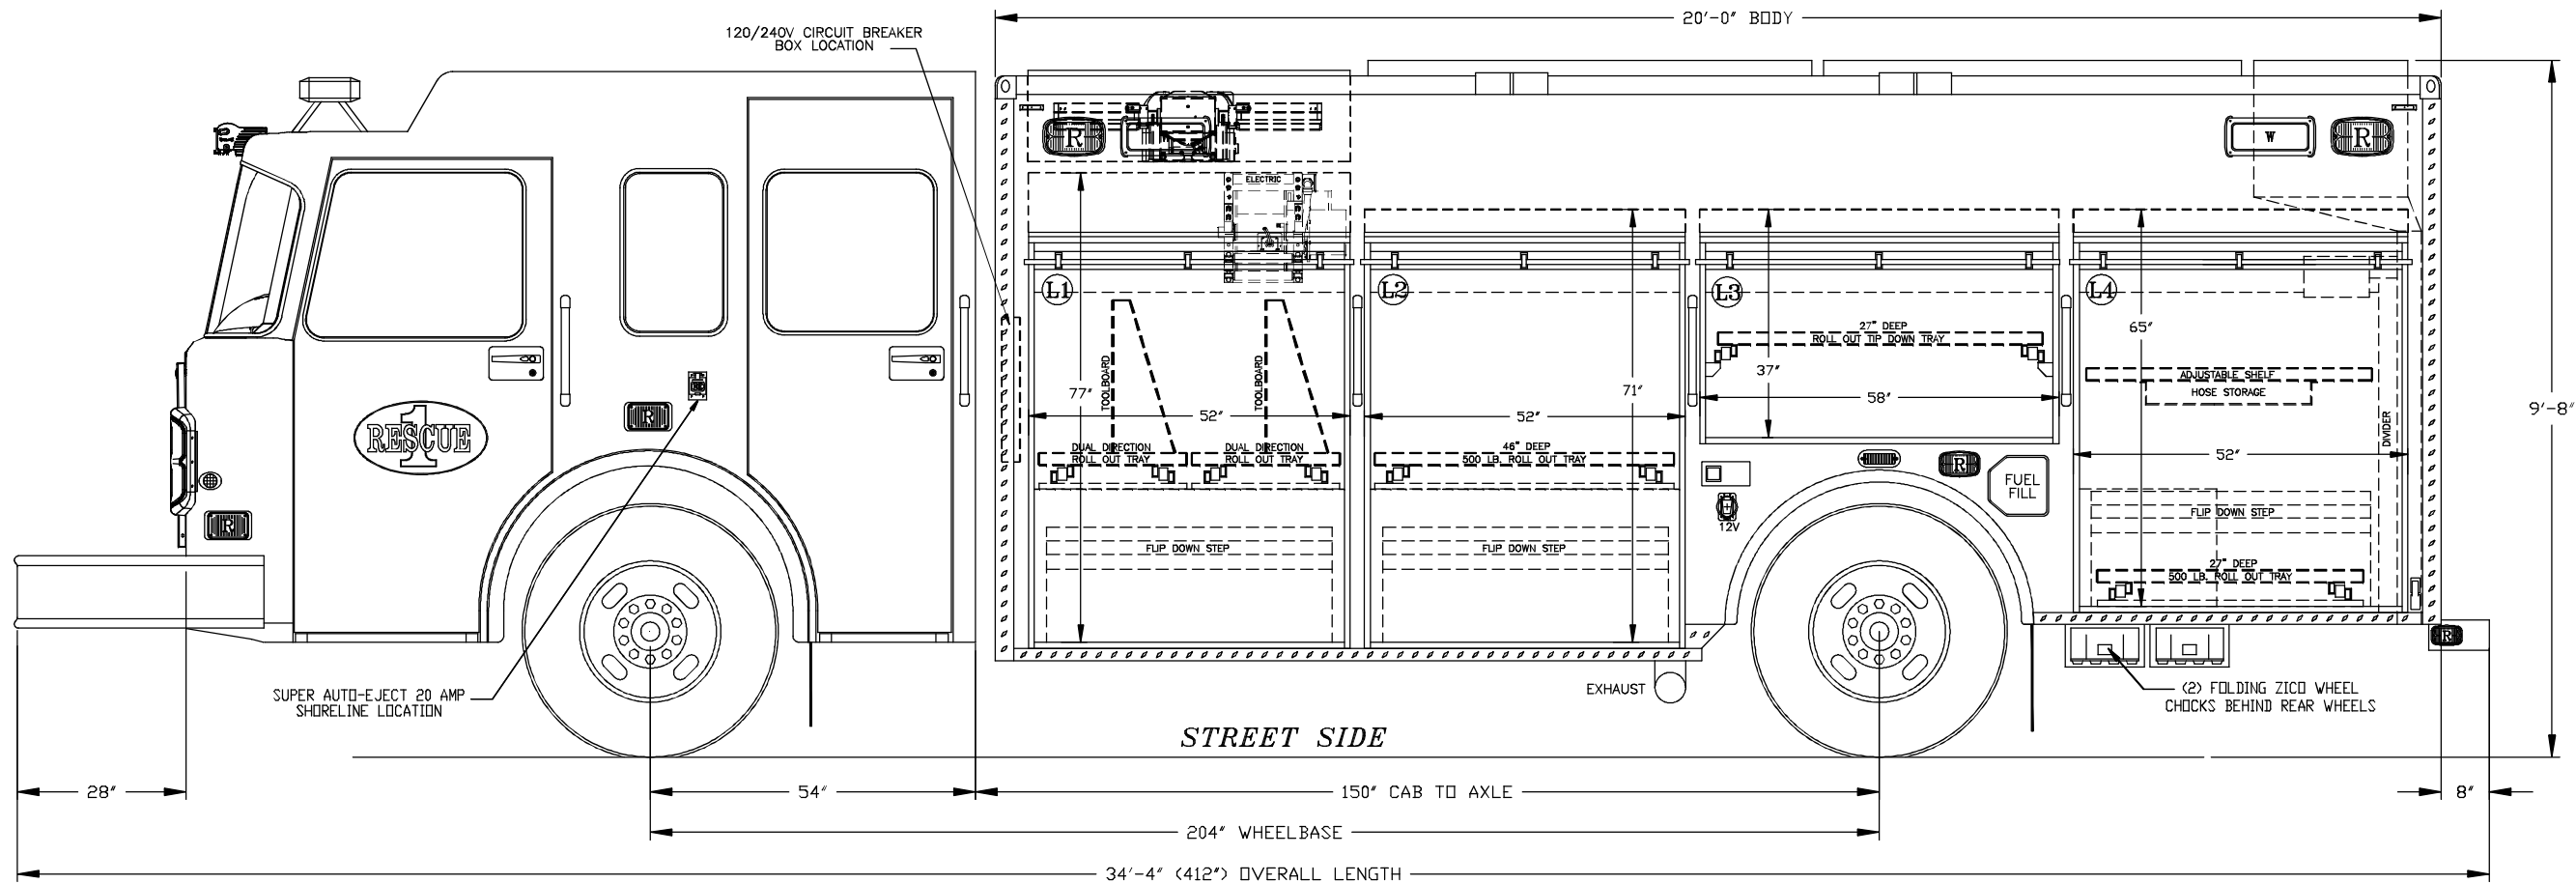 20'-0" BODY
120/240V CIRCUIT BREAKER
BOX LOCATION
R
W
R
ELECTRIC
L1
L2
L3
L4
27" DEEP
ROLL OUT TIP DOWN TRAY
65"
37"
77"
71"
TOOLBOARD
TOOLBOARD
ADJUSTABLE SHELF
HOSE STORAGE
58"
52"
52"
9'-8"
R
1
RESCUE
DIVIDER
DUAL DIRECTION
ROLL OUT TRAY
DUAL DIRECTION
ROLL OUT TRAY
46" DEEP
500 LB. ROLL OUT TRAY
52"
R
FUEL
FILL
12V
R
FLIP DOWN STEP
FLIP DOWN STEP
FLIP DOWN STEP
27" DEEP
500 LB. ROLL OUT TRAY
R
EXHAUST
SUPER AUTO-EJECT 20 AMP
SHORELINE LOCATION
(2) FOLDING ZICO WHEEL
CHOCKS BEHIND REAR WHEELS
STREET SIDE
28"
54"
150" CAB TO AXLE
8"
204" WHEELBASE
34'-4" (412") OVERALL LENGTH